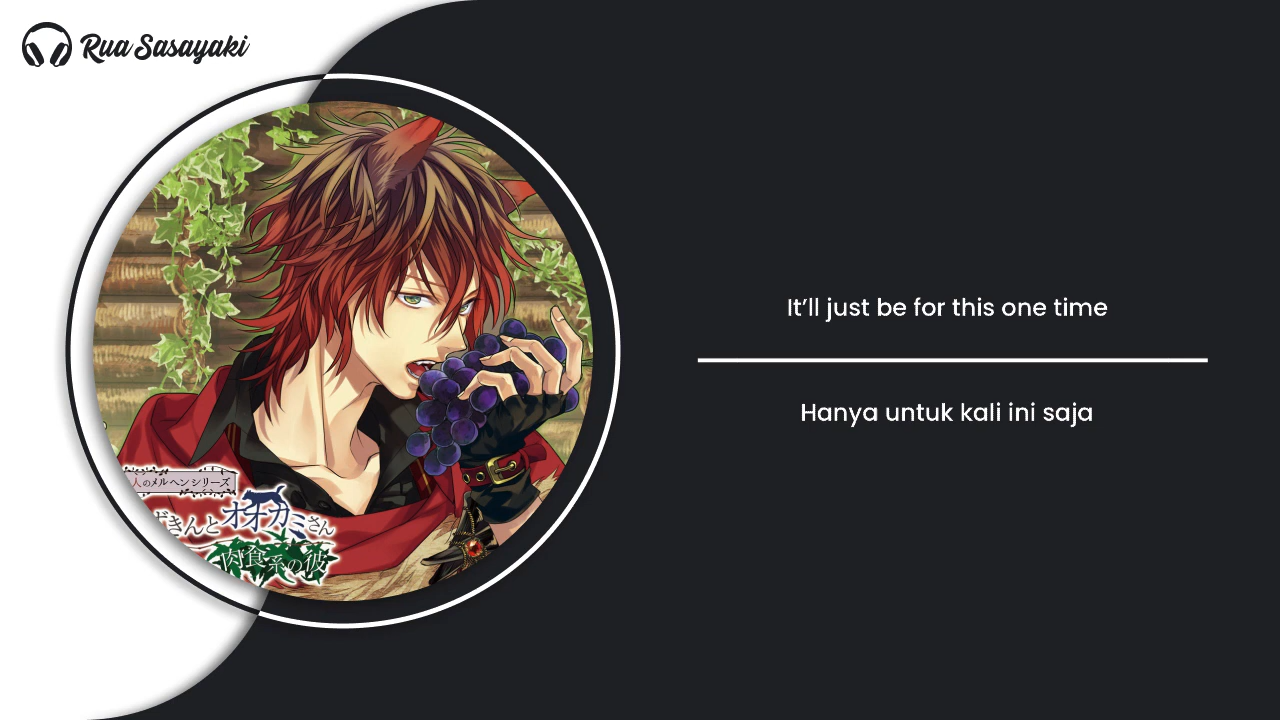 Rua Sasayaki
It’ll just be for this one time
Hanya untuk kali ini saja
人のメルヘンシリーズ
ずきんとオオカミさん
肉食系の彼